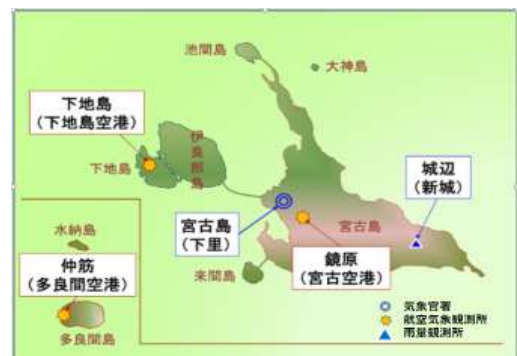 池間島
大神島
下地島
(下地島空港)
伊良部島
下地島
城辺
(新城)
宮古島
(下里)
宮古島
鏡原
(宮古空港)
来間島
水納島
仲筋
(多良間空港)
多良間島
気象官署
航空気象観測所
雨量観測所